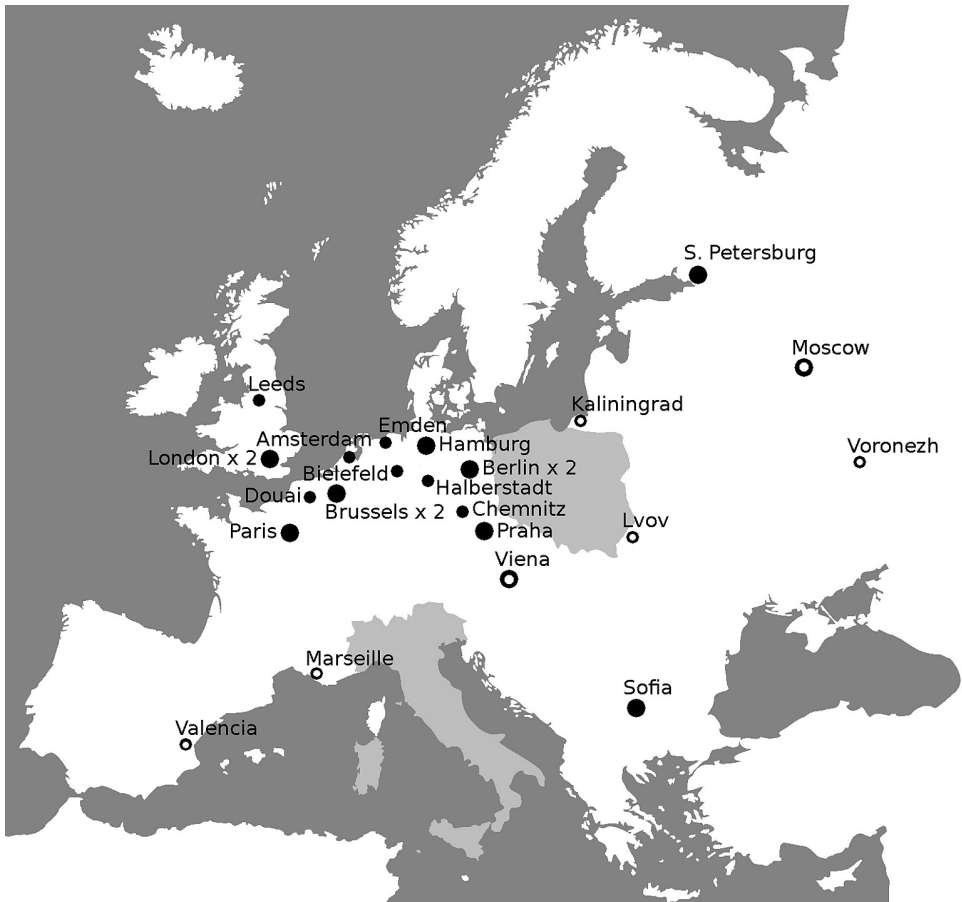 S. Petersburg
Moscow
Leeds
Kaliningrad
Emden
Amsterdam
Hamburg
Voronezh
London x 2
Bielefeld
Berlin x 2
Halberstadt
Douai
Brussels x 2
Chemnitz
Lvov
Paris
Praha
Viena
Marseille
Sofia
Valencia